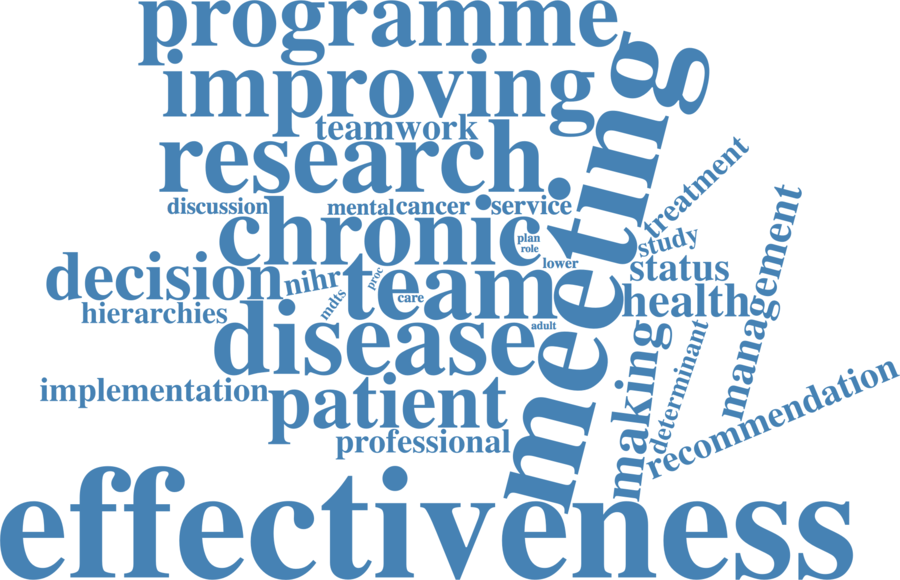 programme
improving
teamwork
research
meeting
treatment
discussion
mental
cancer
service
chronic
plan
role
study
lower
management
decision
nihr
proc
team
status
mdts
care
health
hierarchies
disease
adult
making
determinant
implementation
patient
recommendation
professional
effectiveness